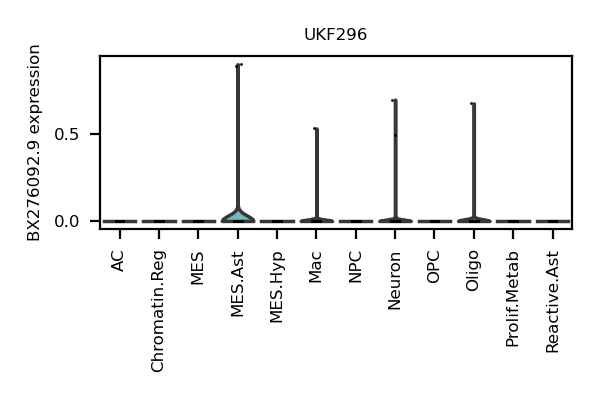 UKF296
BX276092.9 expression
0.5
0.0
AC
Chromatin.Reg
MES
MES.Ast
MES.Hyp
Mac
NPC
Neuron
OPC
Oligo
Prolif.Metab
Reactive.Ast